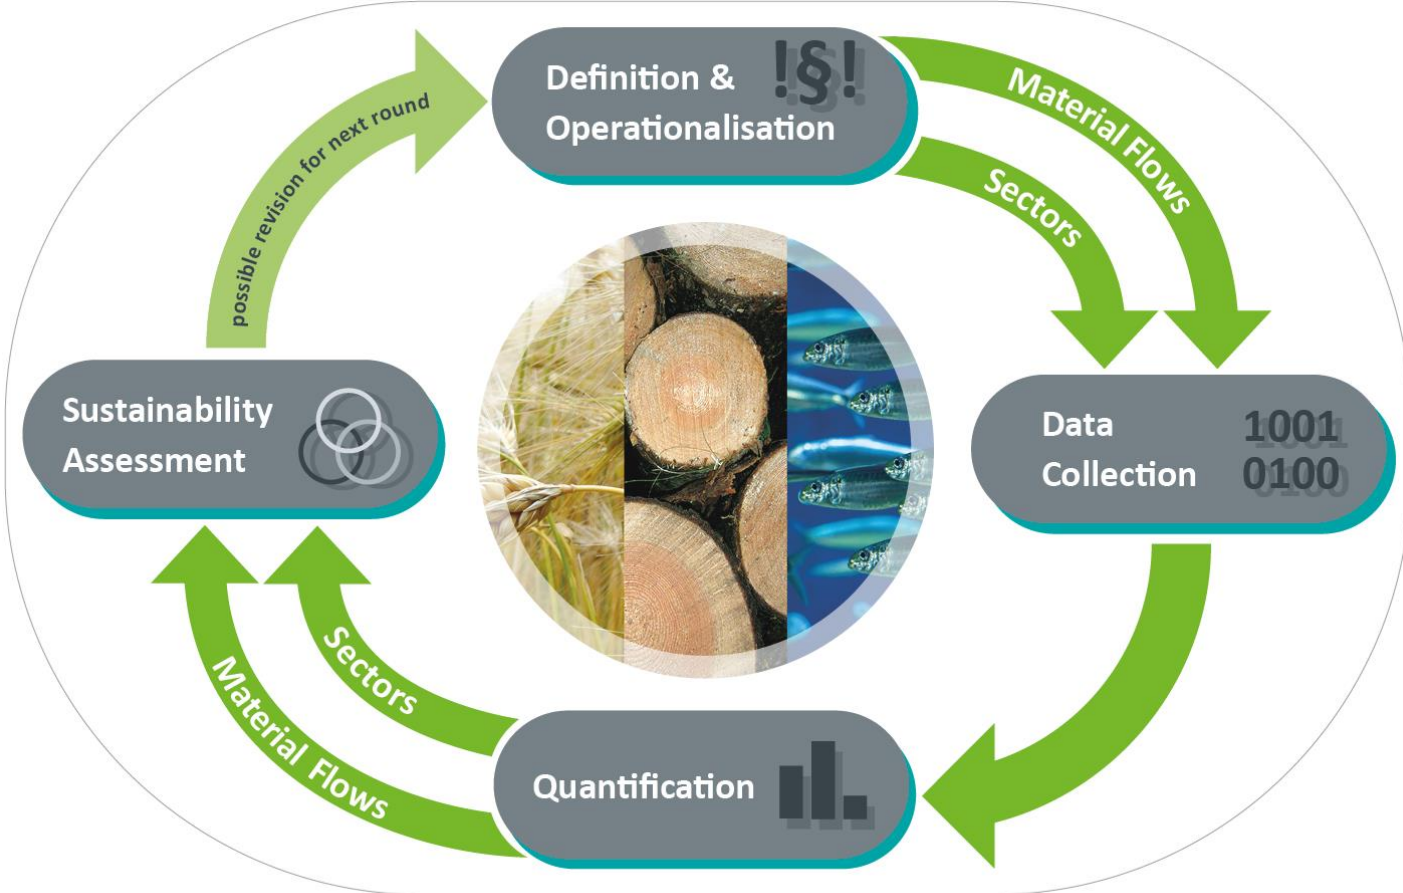 Definition &
Operationalisation
!§!
Material Flows
Sectors
Data
Collection
1001
0100
Quantification
Sectors
Material Flows
Sustainability
Assessment
possible revision for next round